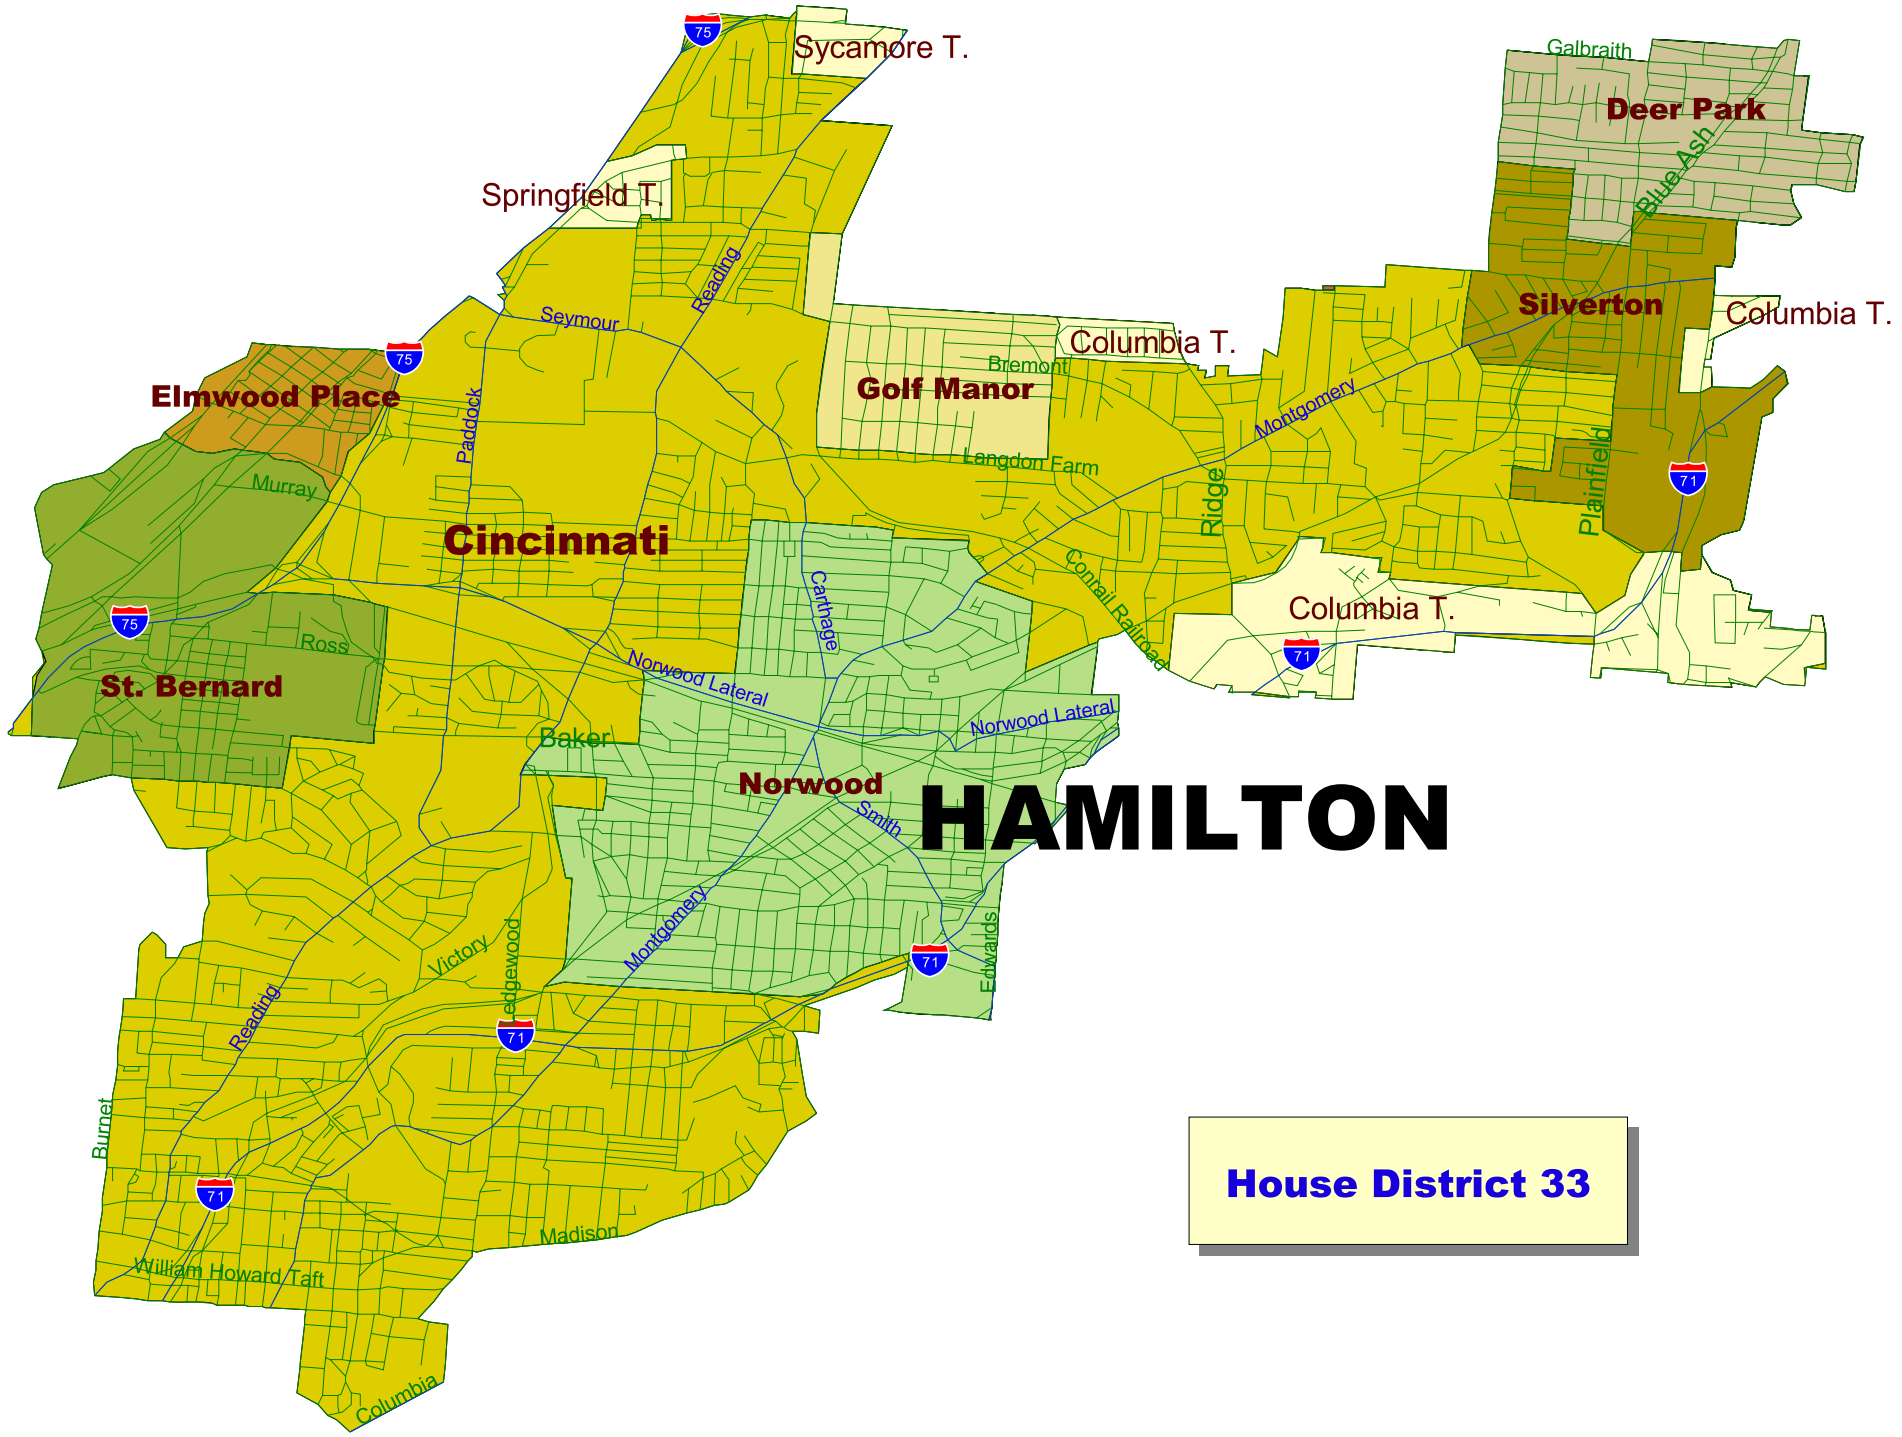 75
Sycamore T.
Galbraith
Deer Park
Blue Ash
Springfield T.
Reading
Seymour
Silverton
Columbia T.
Columbia T.
75
Bremont
Elmwood Place
Golf Manor
Paddock
Montgomery
Langdon Farm
Murray
Ridge
Plainfield
71
Cincinnati
Conrail Railroad
Carthage
Columbia T.
75
Ross
71
St. Bernard
Norwood Lateral
Norwood Lateral
Baker
Norwood
Smith
HAMILTON
Montgomery
Victory
Ledgewood
Edwards
71
Reading
71
Burnet
House District 33
71
Madison
William Howard Taft
Columbia